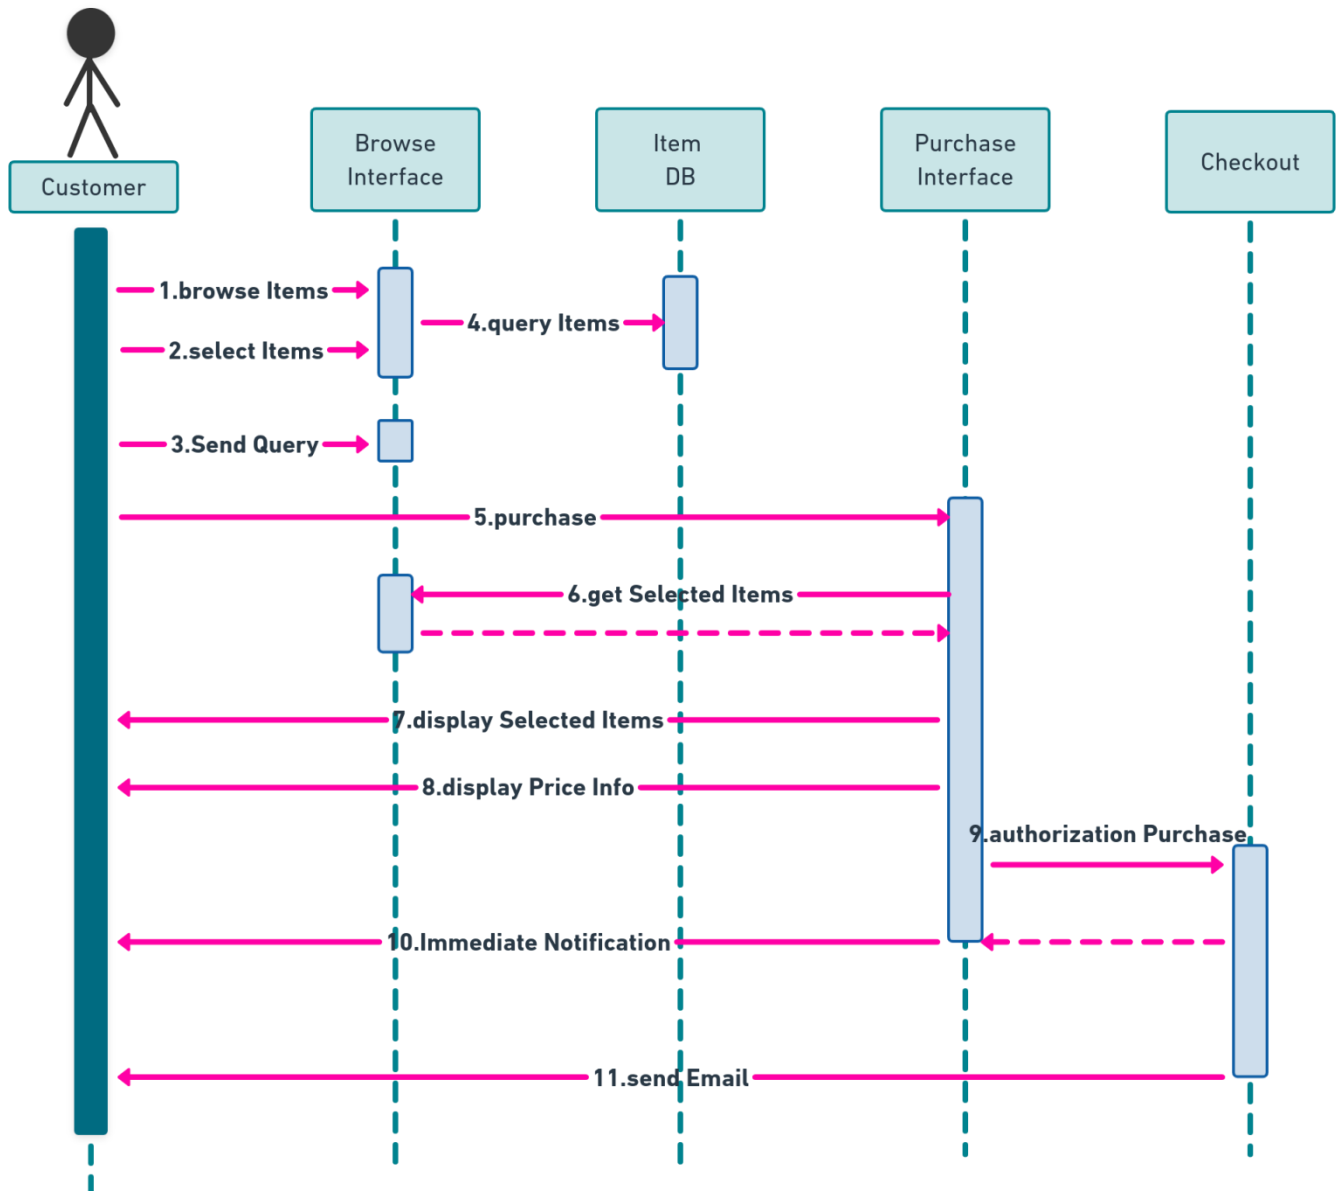 Customer
Browse
Interface
Item
DB
Purchase
Interface
Checkout
1.browse Items
4.query Items
2.select Items
3.Send Query
5.purchase
6.get Selected Items
7.display Selected Items
8.display Price Info
9.authorization Purchase
10.Immediate Notification
11.send Email